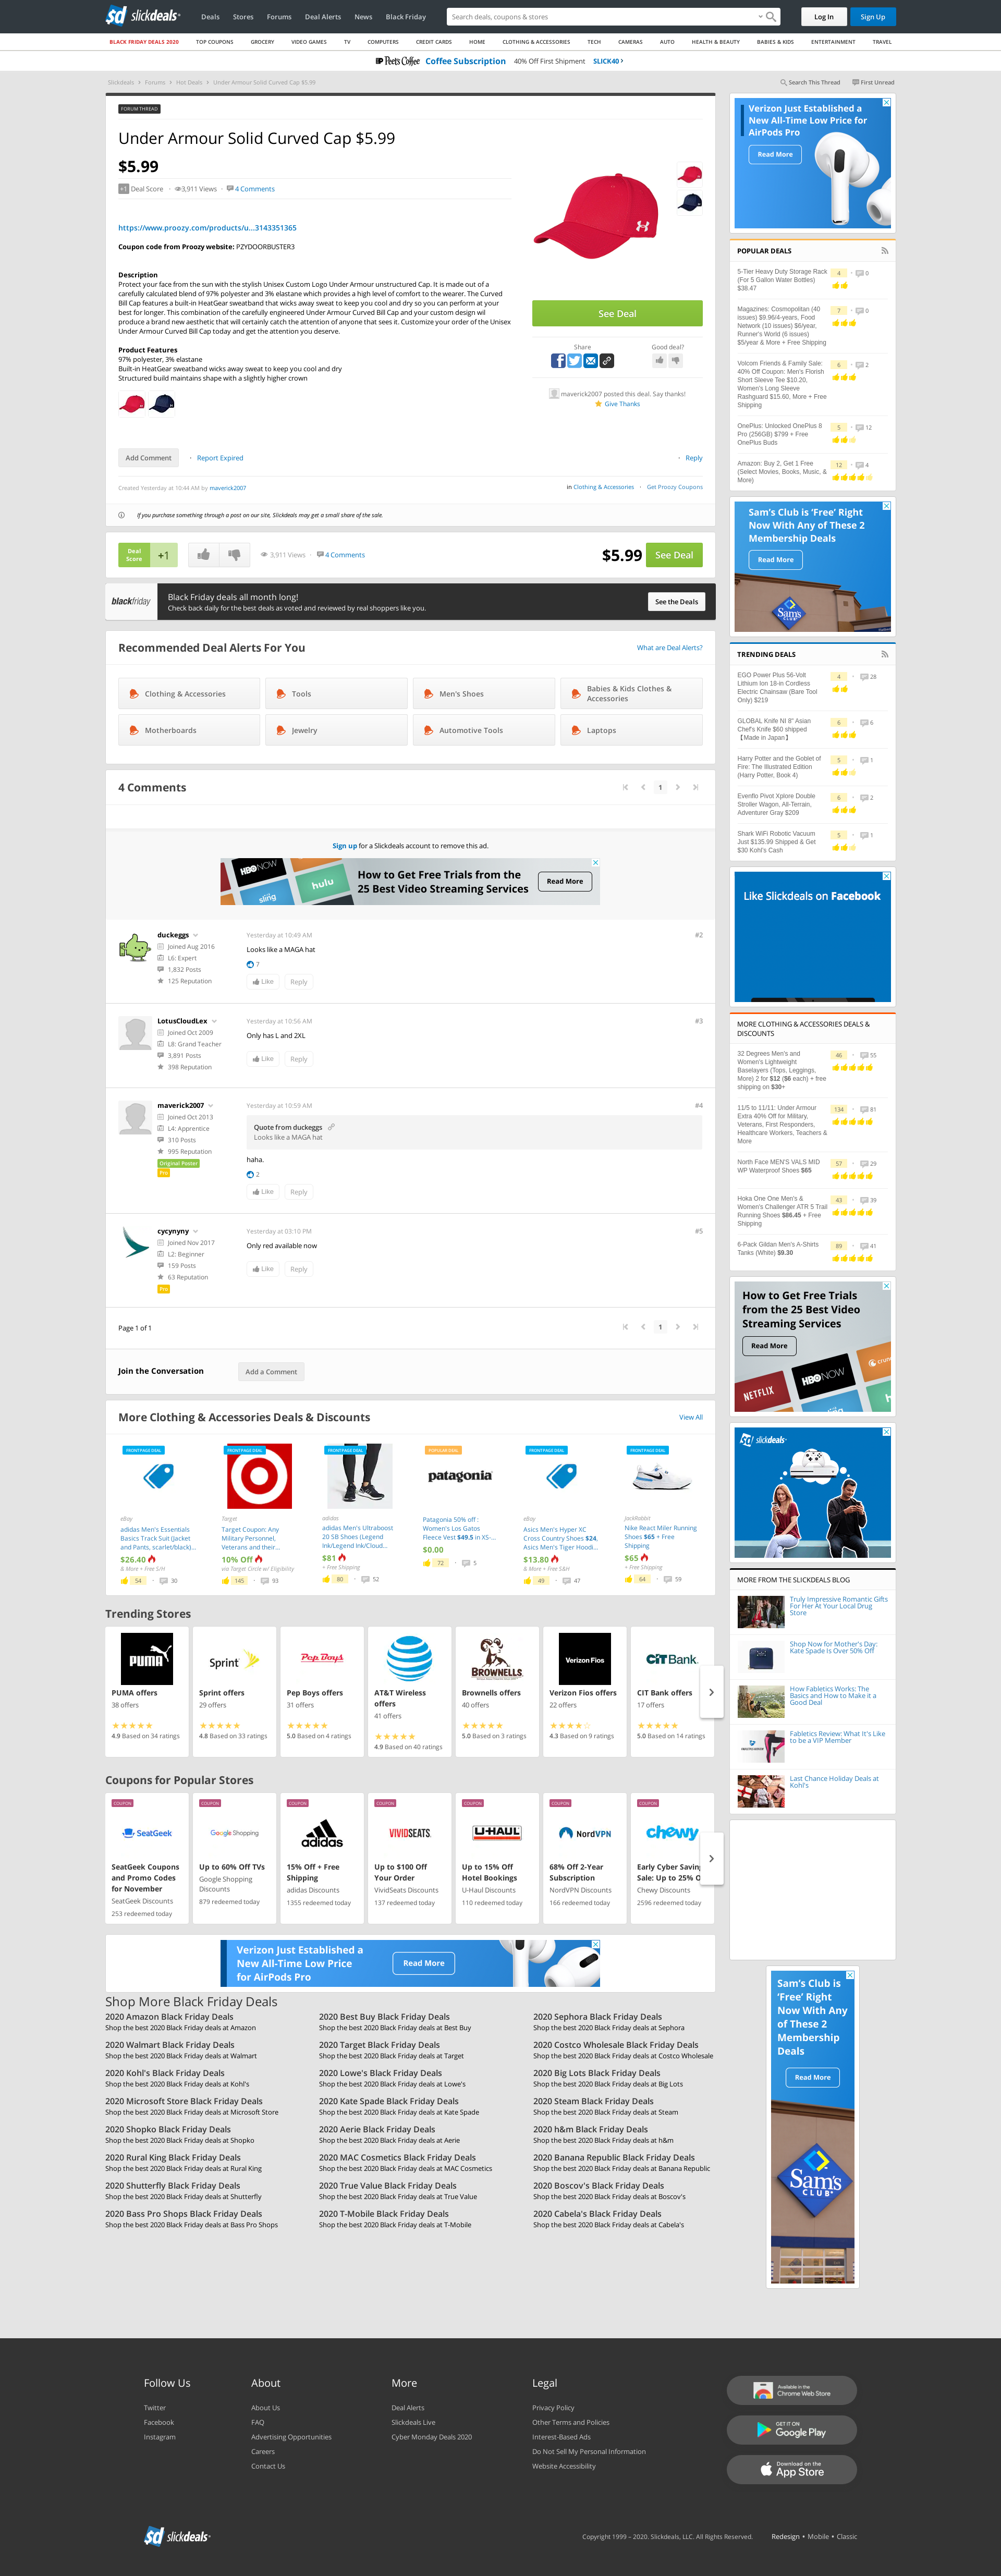 slickdeals
Deals
Stores
Forums
Deal Alerts
News
Black Friday
Search deals, coupons & stores
Log In
Sign Up
BLACK FRIDAY DEALS 2020
TOP COUPONS
GROCERY
VIDEO GAMES
TV
COMPUTERS
CREDIT CARDS
HOME
CLOTHING & ACCESSORIES
TECH
CAMERAS
AUTO
HEALTH & BEAUTY
BABIES & KIDS
ENTERTAINMENT
TRAVEL
Peet's Coffee Coffee Subscription 40% Off First Shipment SLICK40 ›
Slickdeals › Forums › Hot Deals › Under Armour Solid Curved Cap $5.99
Search This Thread
First Unread
FORUM THREAD
Under Armour Solid Curved Cap $5.99
$5.99
+1 Deal Score · 3,911 Views · 4 Comments
https://www.proozy.com/products/u...3143351365
Coupon code from Proozy website: PZYDOORBUSTER3
Description
Protect your face from the sun with the stylish Unisex Custom Logo Under Armour unstructured Cap. It is made out of a
carefully calculated blend of 97% polyester and 3% elastane which provides a high level of comfort to the wearer. The Curved
Bill Cap features a built-in HeatGear sweatband that wicks away sweat to keep you cool and dry so you can perform at your
best for longer. This combination of the carefully engineered Under Armour Curved Bill Cap and your custom design will
produce a brand new aesthetic that will certainly catch the attention of anyone that sees it. Customize your order of the Unisex
Under Armour Curved Bill Cap today and get the attention you deserve.
Product Features
97% polyester, 3% elastane
Built-in HeatGear sweatband wicks away sweat to keep you cool and dry
Structured build maintains shape with a slightly higher crown
See Deal
Share
Good deal?
maverick2007 posted this deal. Say thanks!
Give Thanks
Add Comment
· Report Expired
· Reply
Created Yesterday at 10:44 AM by maverick2007
in Clothing & Accessories · Get Proozy Coupons
If you purchase something through a post on our site, Slickdeals may get a small share of the sale.
Deal
Score
+1
3,911 Views · 4 Comments
$5.99
See Deal
blackfriday
Black Friday deals all month long!
Check back daily for the best deals as voted and reviewed by real shoppers like you.
See the Deals
Recommended Deal Alerts For You
What are Deal Alerts?
Clothing & Accessories
Tools
Men's Shoes
Babies & Kids Clothes &
Accessories
Motherboards
Jewelry
Automotive Tools
Laptops
4 Comments
1
Sign up for a Slickdeals account to remove this ad.
HBO NOW
hulu
sling
How to Get Free Trials from the
25 Best Video Streaming Services
Read More
duckeggs
Joined Aug 2016
L6: Expert
1,832 Posts
125 Reputation
Yesterday at 10:49 AM
#2
Looks like a MAGA hat
7
Like
Reply
LotusCloudLex
Joined Oct 2009
L8: Grand Teacher
3,891 Posts
398 Reputation
Yesterday at 10:56 AM
#3
Only has L and 2XL
Like
Reply
maverick2007
Joined Oct 2013
L4: Apprentice
310 Posts
995 Reputation
Original Poster
Pro
Yesterday at 10:59 AM
#4
Quote from duckeggs
Looks like a MAGA hat
haha.
2
Like
Reply
cycynyny
Joined Nov 2017
L2: Beginner
159 Posts
63 Reputation
Pro
Yesterday at 03:10 PM
#5
Only red available now
Like
Reply
Page 1 of 1
1
Join the Conversation
Add a Comment
More Clothing & Accessories Deals & Discounts
View All
FRONTPAGE DEAL
eBay
adidas Men's Essentials
Basics Track Suit (Jacket
and Pants, scarlet/black)...
$26.40
& More + Free S/H
54 · 30
FRONTPAGE DEAL
Target
Target Coupon: Any
Military Personnel,
Veterans and their...
10% Off
via Target Circle w/ Eligibility
145 · 93
FRONTPAGE DEAL
adidas
adidas Men's Ultraboost
20 SB Shoes (Legend
Ink/Legend Ink/Cloud...
$81
+ Free Shipping
80 · 52
POPULAR DEAL
patagonia
Patagonia 50% off :
Women's Los Gatos
Fleece Vest $49.5 in XS-...
$0.00
72 · 5
FRONTPAGE DEAL
eBay
Asics Men's Hyper XC
Cross Country Shoes $24,
Asics Men's Tiger Hoodi...
$13.80
& More + Free S&H
49 · 47
FRONTPAGE DEAL
JackRabbit
Nike React Miler Running
Shoes $65 + Free
Shipping
$65
+ Free Shipping
64 · 59
Trending Stores
PUMA
PUMA offers
38 offers
4.9 Based on 34 ratings
Sprint
Sprint offers
29 offers
4.8 Based on 33 ratings
Pep Boys
Pep Boys offers
31 offers
5.0 Based on 4 ratings
AT&T Wireless
offers
41 offers
4.9 Based on 40 ratings
BROWNELLS
Brownells offers
40 offers
5.0 Based on 3 ratings
Verizon Fios
Verizon Fios offers
22 offers
4.3 Based on 9 ratings
CIT Bank
CIT Bank offers
17 offers
5.0 Based on 14 ratings
Coupons for Popular Stores
COUPON
SeatGeek
SeatGeek Coupons
and Promo Codes
for November
SeatGeek Discounts
253 redeemed today
COUPON
Google Shopping
Up to 60% Off TVs
Google Shopping
Discounts
879 redeemed today
COUPON
adidas
15% Off + Free
Shipping
adidas Discounts
1355 redeemed today
COUPON
VIVIDSEATS
Up to $100 Off
Your Order
VividSeats Discounts
137 redeemed today
COUPON
U-HAUL
Up to 15% Off
Hotel Bookings
U-Haul Discounts
110 redeemed today
COUPON
NordVPN
68% Off 2-Year
Subscription
NordVPN Discounts
166 redeemed today
COUPON
chewy
Early Cyber Saving
Sale: Up to 25% O
Chewy Discounts
2596 redeemed today
Verizon Just Established a
New All-Time Low Price
for AirPods Pro
Read More
Shop More Black Friday Deals
2020 Amazon Black Friday Deals
Shop the best 2020 Black Friday deals at Amazon
2020 Best Buy Black Friday Deals
Shop the best 2020 Black Friday deals at Best Buy
2020 Sephora Black Friday Deals
Shop the best 2020 Black Friday deals at Sephora
2020 Walmart Black Friday Deals
Shop the best 2020 Black Friday deals at Walmart
2020 Target Black Friday Deals
Shop the best 2020 Black Friday deals at Target
2020 Costco Wholesale Black Friday Deals
Shop the best 2020 Black Friday deals at Costco Wholesale
2020 Kohl's Black Friday Deals
Shop the best 2020 Black Friday deals at Kohl's
2020 Lowe's Black Friday Deals
Shop the best 2020 Black Friday deals at Lowe's
2020 Big Lots Black Friday Deals
Shop the best 2020 Black Friday deals at Big Lots
2020 Microsoft Store Black Friday Deals
Shop the best 2020 Black Friday deals at Microsoft Store
2020 Kate Spade Black Friday Deals
Shop the best 2020 Black Friday deals at Kate Spade
2020 Steam Black Friday Deals
Shop the best 2020 Black Friday deals at Steam
2020 Shopko Black Friday Deals
Shop the best 2020 Black Friday deals at Shopko
2020 Aerie Black Friday Deals
Shop the best 2020 Black Friday deals at Aerie
2020 h&m Black Friday Deals
Shop the best 2020 Black Friday deals at h&m
2020 Rural King Black Friday Deals
Shop the best 2020 Black Friday deals at Rural King
2020 MAC Cosmetics Black Friday Deals
Shop the best 2020 Black Friday deals at MAC Cosmetics
2020 Banana Republic Black Friday Deals
Shop the best 2020 Black Friday deals at Banana Republic
2020 Shutterfly Black Friday Deals
Shop the best 2020 Black Friday deals at Shutterfly
2020 True Value Black Friday Deals
Shop the best 2020 Black Friday deals at True Value
2020 Boscov's Black Friday Deals
Shop the best 2020 Black Friday deals at Boscov's
2020 Bass Pro Shops Black Friday Deals
Shop the best 2020 Black Friday deals at Bass Pro Shops
2020 T-Mobile Black Friday Deals
Shop the best 2020 Black Friday deals at T-Mobile
2020 Cabela's Black Friday Deals
Shop the best 2020 Black Friday deals at Cabela's
Verizon Just Established a
New All-Time Low Price for
AirPods Pro
Read More
POPULAR DEALS
5-Tier Heavy Duty Storage Rack
(For 5 Gallon Water Bottles)
$38.47
4 · 0
Magazines: Cosmopolitan (40
issues) $9.96/4-years, Food
Network (10 issues) $6/year,
Runner's World (6 issues)
$5/year & More + Free Shipping
7 · 0
Volcom Friends & Family Sale:
40% Off Coupon: Men's Florish
Short Sleeve Tee $10.20,
Women's Long Sleeve
Rashguard $15.60, More + Free
Shipping
6 · 2
OnePlus: Unlocked OnePlus 8
Pro (256GB) $799 + Free
OnePlus Buds
5 · 12
Amazon: Buy 2, Get 1 Free
(Select Movies, Books, Music, &
More)
12 · 4
Sam's Club is 'Free' Right
Now With Any of These 2
Membership Deals
Read More
Sam's
TRENDING DEALS
EGO Power Plus 56-Volt
Lithium Ion 18-in Cordless
Electric Chainsaw (Bare Tool
Only) $219
4 · 28
GLOBAL Knife NI 8" Asian
Chef's Knife $60 shipped
【Made in Japan】
6 · 6
Harry Potter and the Goblet of
Fire: The Illustrated Edition
(Harry Potter, Book 4)
5 · 1
Evenflo Pivot Xplore Double
Stroller Wagon, All-Terrain,
Adventurer Gray $209
6 · 2
Shark WiFi Robotic Vacuum
Just $135.99 Shipped & Get
$30 Kohl's Cash
5 · 1
Like Slickdeals on Facebook
MORE CLOTHING & ACCESSORIES DEALS &
DISCOUNTS
32 Degrees Men's and
Women's Lightweight
Baselayers (Tops, Leggings,
More) 2 for $12 ($6 each) + free
shipping on $30+
46 · 55
11/5 to 11/11: Under Armour
Extra 40% Off for Military,
Veterans, First Responders,
Healthcare Workers, Teachers &
More
134 · 81
North Face MEN'S VALS MID
WP Waterproof Shoes $65
57 · 29
Hoka One One Men's &
Women's Challenger ATR 5 Trail
Running Shoes $86.45 + Free
Shipping
43 · 39
6-Pack Gildan Men's A-Shirts
Tanks (White) $9.30
89 · 41
How to Get Free Trials
from the 25 Best Video
Streaming Services
Read More
NETFLIX
HBO NOW
crunch
slickdeals
MORE FROM THE SLICKDEALS BLOG
Truly Impressive Romantic Gifts
For Her At Your Local Drug
Store
Shop Now for Mother's Day:
Kate Spade Is Over 50% Off
How Fabletics Works: The
Basics and How to Make it a
Good Deal
Fabletics Review: What It's Like
to be a VIP Member
Last Chance Holiday Deals at
Kohl's
Sam's Club is
'Free' Right
Now With Any
of These 2
Membership
Deals
Read More
Sam's
CLUB
Follow Us
Twitter
Facebook
Instagram
About
About Us
FAQ
Advertising Opportunities
Careers
Contact Us
More
Deal Alerts
Slickdeals Live
Cyber Monday Deals 2020
Legal
Privacy Policy
Other Terms and Policies
Interest-Based Ads
Do Not Sell My Personal Information
Website Accessibility
Available in the
Chrome Web Store
GET IT ON
Google Play
Download on the
App Store
slickdeals
Copyright 1999 – 2020. Slickdeals, LLC. All Rights Reserved.
Redesign • Mobile • Classic